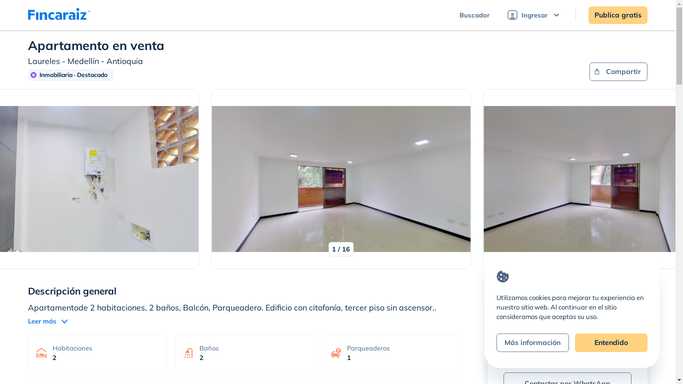 Fincaraiz
Buscador
Ingresar
Publica gratis
Apartamento en venta
Laureles - Medellín - Antioquia
Inmobiliaria · Destacado
Compartir
1 / 16
Descripción general
Apartamentode 2 habitaciones, 2 baños, Balcón, Parqueadero. Edificio con citofonía, tercer piso sin ascensor,.
Leer más
Habitaciones
2
Baños
2
Parqueaderos
1
Utilizamos cookies para mejorar tu experiencia en
nuestro sitio web. Al continuar en el sitio
consideramos que aceptas su uso.
Más información
Entendido
Contactar por WhatsApp